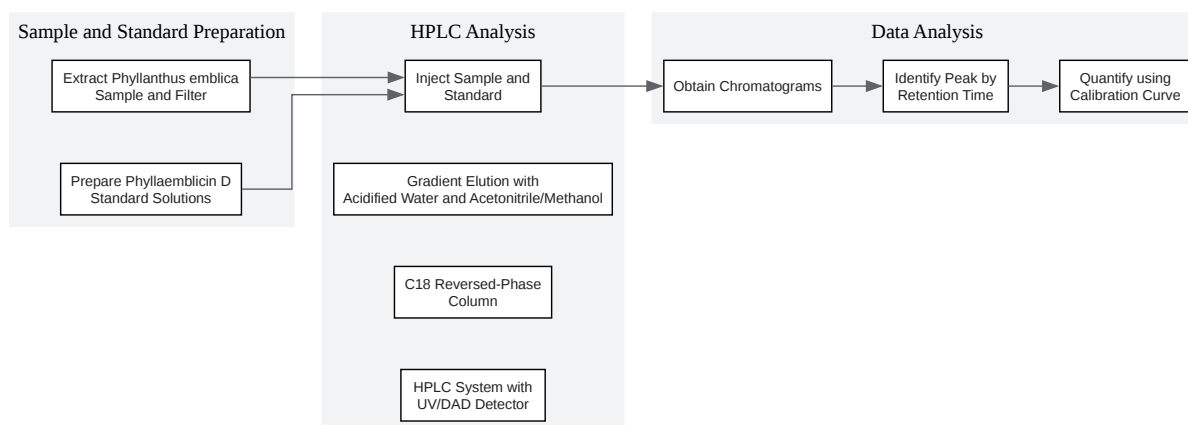 Sample and Standard Preparation
Extract Phyllanthus emblica
Sample and Filter
Prepare Phyllaemblicin D
Standard Solutions
HPLC Analysis
Inject Sample and
Standard
Gradient Elution with
Acidified Water and Acetonitrile/Methanol
C18 Reversed-Phase
Column
HPLC System with
UV/DAD Detector
Data Analysis
Obtain Chromatograms
Identify Peak by
Retention Time
Quantify using
Calibration Curve